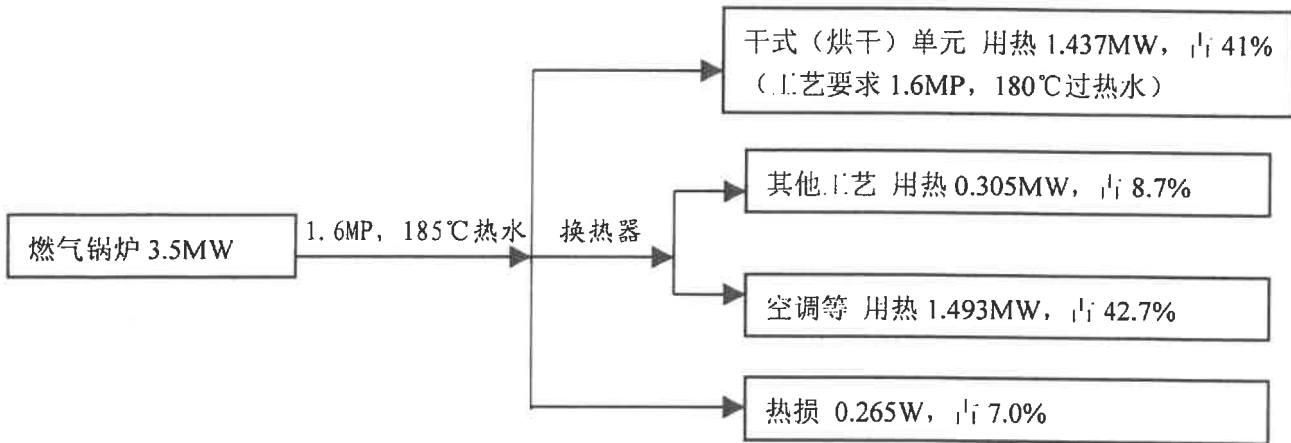 干式（烘干）单元 用热 1.437MW，占 41%
（工艺要求 1.6MP，180℃过热水）
其他工艺 用热 0.305MW，占 8.7%
燃气锅炉 3.5MW
1.6MP，185℃热水
换热器
空调等 用热 1.493MW，占 42.7%
热损 0.265W，占 7.0%